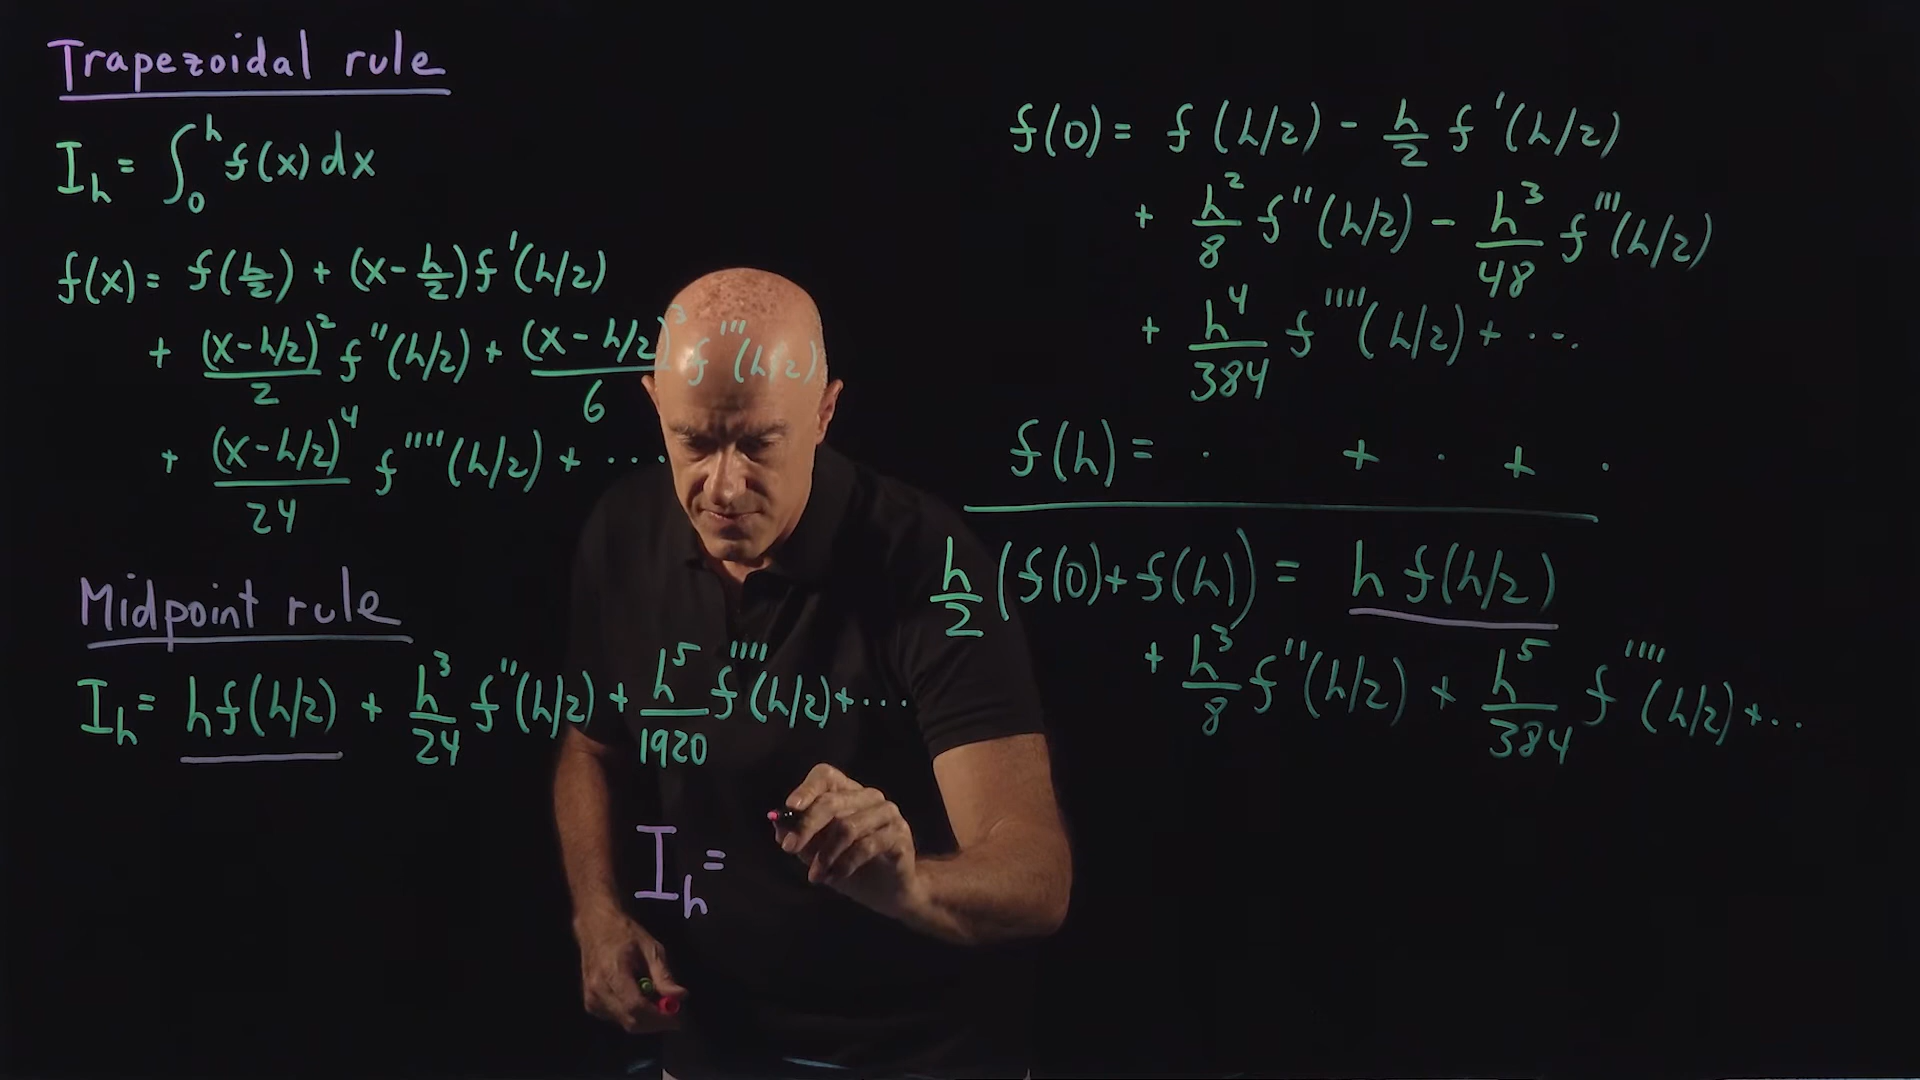 Trapezoidal rule
I_h = ∫_0^h f(x) dx
f(x) = f(h/2) + (x - h/2) f'(h/2)
+ (x-h/2)^2/2 f''(h/2) + (x-h/2)^3/6 f'''(h/2)
+ (x-h/2)^4/24 f''''(h/2) + ...
Midpoint rule
I_h = hf(h/2) + h^3/24 f''(h/2) + h^5/1920 f''''(h/2) + ...
I_h =
f(0) = f(h/2) - h/2 f'(h/2)
+ h^2/8 f''(h/2) - h^3/48 f'''(h/2)
+ h^4/384 f''''(h/2) + ...
f(h) = . + . + .
h/2 (f(0)+f(h)) = h f(h/2)
+ h^3/8 f''(h/2) + h^5/384 f''''(h/2) + ...